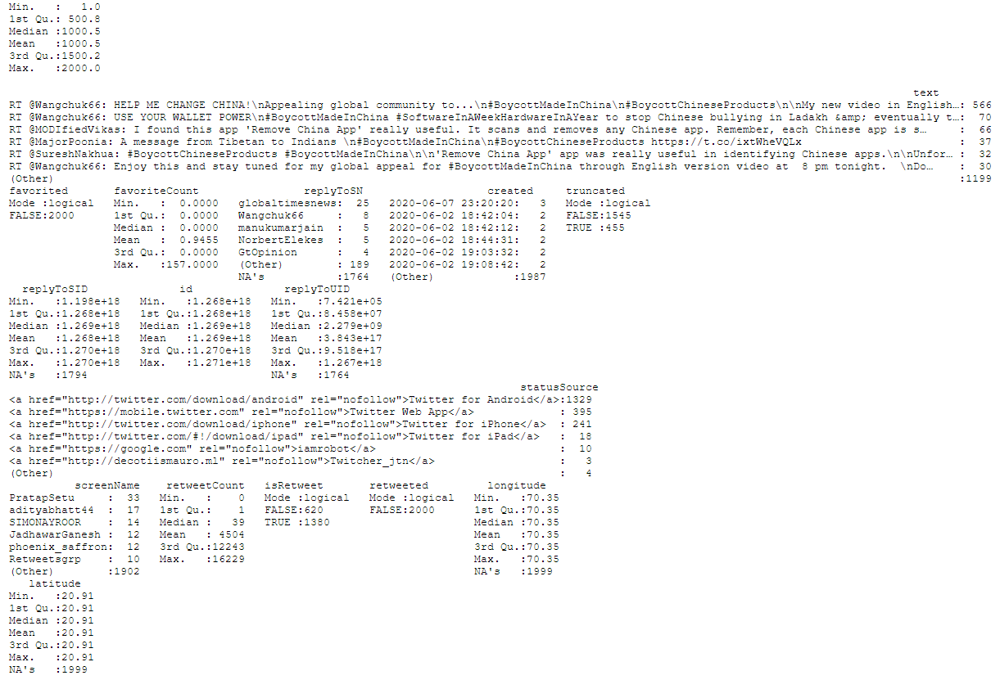 Min.   :   1.0
1st Qu.: 500.8
Median :1000.5
Mean   :1000.5
3rd Qu.:1500.2
Max.   :2000.0
text
RT @Wangchuk66: HELP ME CHANGE CHINA!\nAppealing global community to...\n#BoycottMadeInChina\n#BoycottChineseProducts\n\nMy new video in English…: 566
RT @Wangchuk66: USE YOUR WALLET POWER\n#BoycottMadeInChina #SoftwareInAWeekHardwareInAYear to stop Chinese bullying in Ladakh &amp; eventually t…:  70
RT @MODIfiedVikas: I found this app 'Remove China App' really useful. It scans and removes any Chinese app. Remember, each Chinese app is s…     :  66
RT @MajorPoonia: A message from Tibetan to Indians \n#BoycottMadeInChina\n#BoycottChineseProducts https://t.co/ixtWheVQLx                        :  37
RT @SureshNakhua: #BoycottChineseProducts #BoycottMadeInChina\n\n'Remove China App' app was really useful in identifying Chinese apps.\n\nUnfor… :  32
RT @Wangchuk66: Enjoy this and stay tuned for my global appeal for #BoycottMadeInChina through English version video at  8 pm tonight.  \nDo…    :  30
(Other)                                                                                                                                          :1199
favorited       favoriteCount                replyToSN                   created     truncated
Mode :logical   Min.   :  0.0000   globaltimesnews:  25   2020-06-07 23:20:20:   3   Mode :logical
FALSE:2000      1st Qu.:  0.0000   Wangchuk66     :   8   2020-06-02 18:42:04:   2   FALSE:1545
Median :  0.0000   manukumarjain  :   5   2020-06-02 18:42:12:   2   TRUE :455
Mean   :  0.9455   NorbertElekes  :   5   2020-06-02 18:44:31:   2
3rd Qu.:  0.0000   GtOpinion      :   4   2020-06-02 19:03:32:   2
Max.   :157.0000   (Other)        : 189   2020-06-02 19:08:42:   2
NA's           :1764   (Other)            :1987
replyToSID              id               replyToUID
Min.   :1.198e+18   Min.   :1.268e+18   Min.   :7.421e+05
1st Qu.:1.268e+18   1st Qu.:1.268e+18   1st Qu.:8.458e+07
Median :1.269e+18   Median :1.269e+18   Median :2.279e+09
Mean   :1.268e+18   Mean   :1.269e+18   Mean   :3.843e+17
3rd Qu.:1.270e+18   3rd Qu.:1.270e+18   3rd Qu.:9.518e+17
Max.   :1.270e+18   Max.   :1.271e+18   Max.   :1.267e+18
NA's   :1794                            NA's   :1764
statusSource
<a href="http://twitter.com/download/android" rel="nofollow">Twitter for Android</a>:1329
<a href="https://mobile.twitter.com" rel="nofollow">Twitter Web App</a>             : 395
<a href="http://twitter.com/download/iphone" rel="nofollow">Twitter for iPhone</a>  : 241
<a href="http://twitter.com/#!/download/ipad" rel="nofollow">Twitter for iPad</a>   :  18
<a href="https://google.com" rel="nofollow">iamrobot</a>                            :  10
<a href="http://decotiismauro.ml" rel="nofollow">Twitcher_jtn</a>                   :   3
(Other)                                                                             :   4
screenName    retweetCount   isRetweet       retweeted         longitude
PratapSetu     :  33   Min.   :    0   Mode :logical   Mode :logical   Min.   :70.35
adityabhatt44  :  17   1st Qu.:    1   FALSE:620       FALSE:2000      1st Qu.:70.35
SIMONAYROOR    :  14   Median :   39   TRUE :1380                      Median :70.35
JadhawarGanesh :  12   Mean   : 4504                                   Mean   :70.35
phoenix_saffron:  12   3rd Qu.:12243                                   3rd Qu.:70.35
Retweetsgrp    :  10   Max.   :16229                                   Max.   :70.35
(Other)        :1902                                                   NA's   :1999
latitude
Min.   :20.91
1st Qu.:20.91
Median :20.91
Mean   :20.91
3rd Qu.:20.91
Max.   :20.91
NA's   :1999